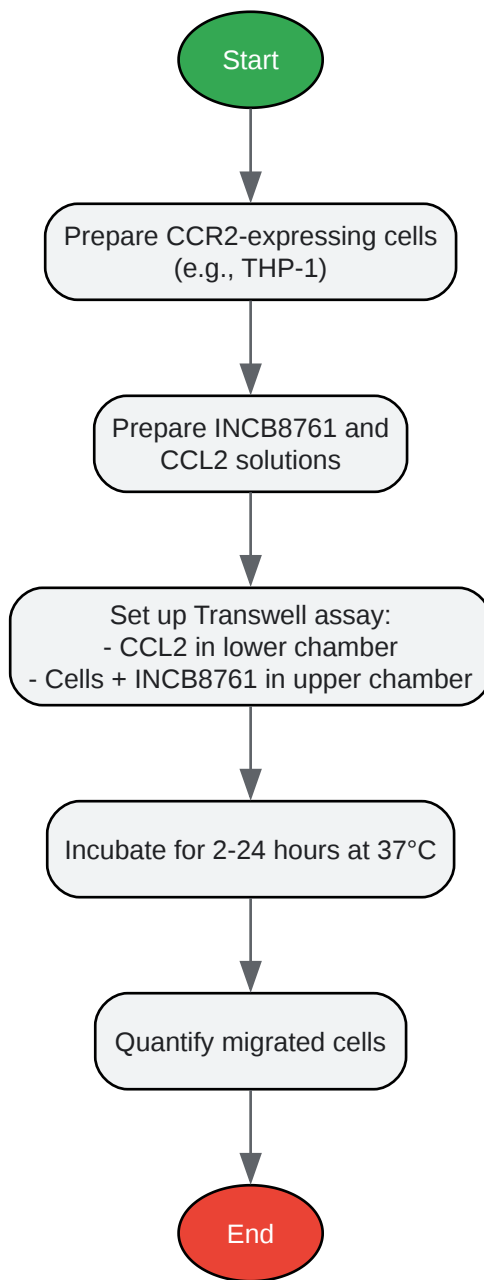 Start
Prepare CCR2-expressing cells
(e.g., THP-1)
Prepare INCB8761 and
CCL2 solutions
Set up Transwell assay:
- CCL2 in lower chamber
- Cells + INCB8761 in upper chamber
Incubate for 2-24 hours at 37°C
Quantify migrated cells
End